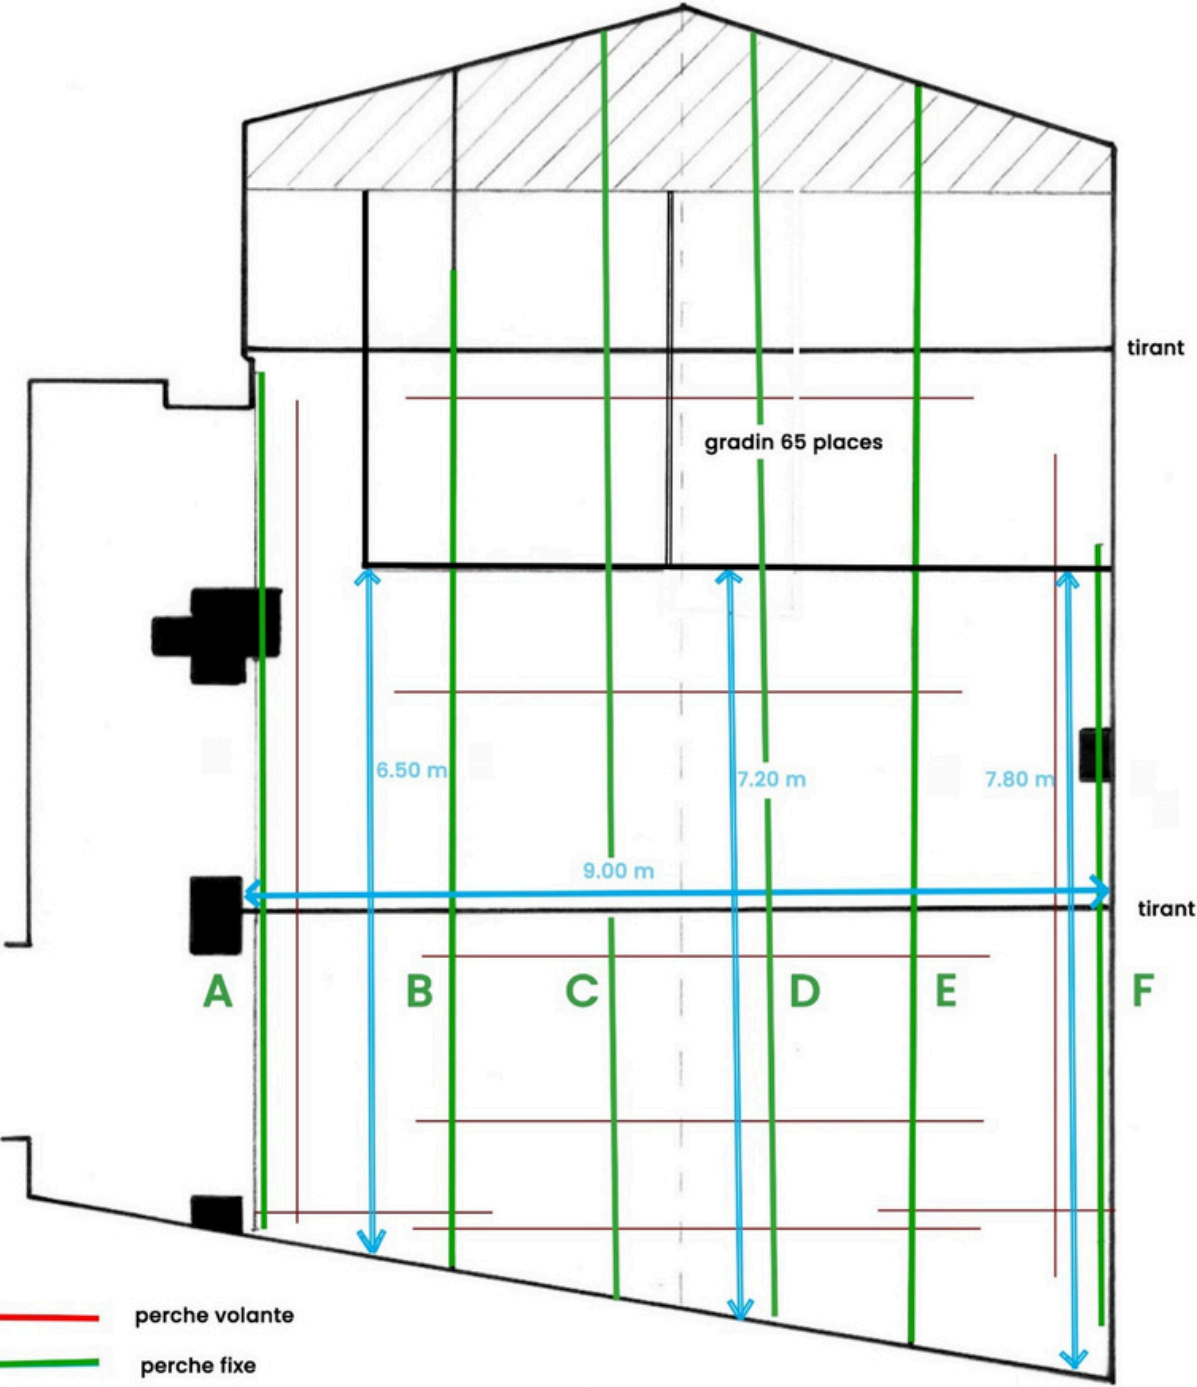 tirant
gradin 65 places
6.50 m
7.20 m
7.80 m
9.00 m
tirant
A
B
C
D
E
F
perche volante
perche fixe